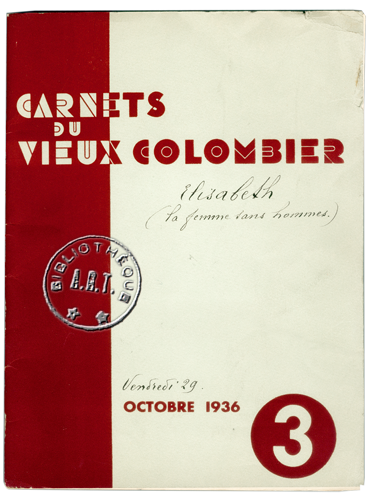 CARNETS
DU
VIEUX COLOMBIER
Elisabeth
(la femme sans hommes.)
BIBLIOTHÈQUE
A.R.T.
Vendredi 29
OCTOBRE 1936
3